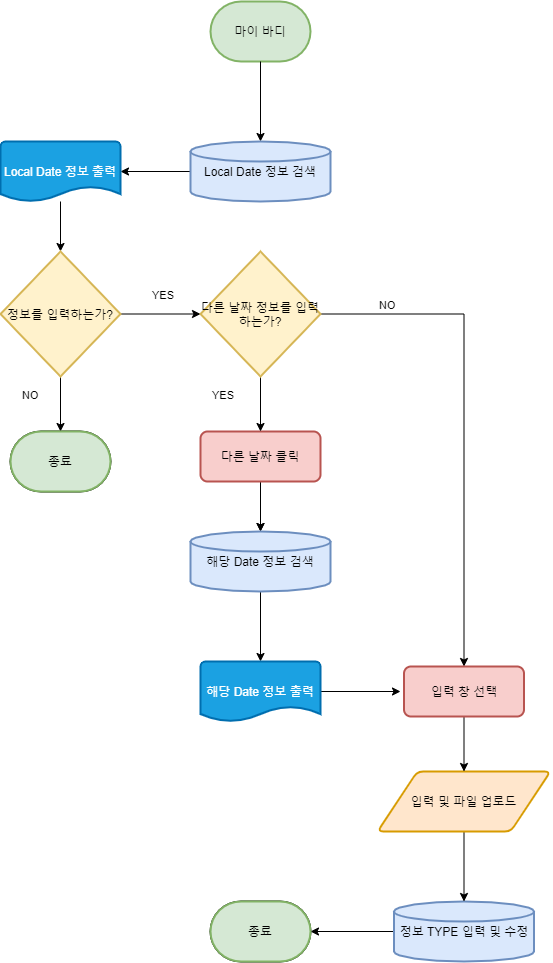 마이 바디
Local Date 정보 출력
Local Date 정보 검색
정보를 입력하는가?
YES
다른 날짜 정보를 입력
하는가?
NO
NO
YES
종료
다른 날짜 클릭
해당 Date 정보 검색
해당 Date 정보 출력
입력 창 선택
입력 및 파일 업로드
종료
정보 TYPE 입력 및 수정